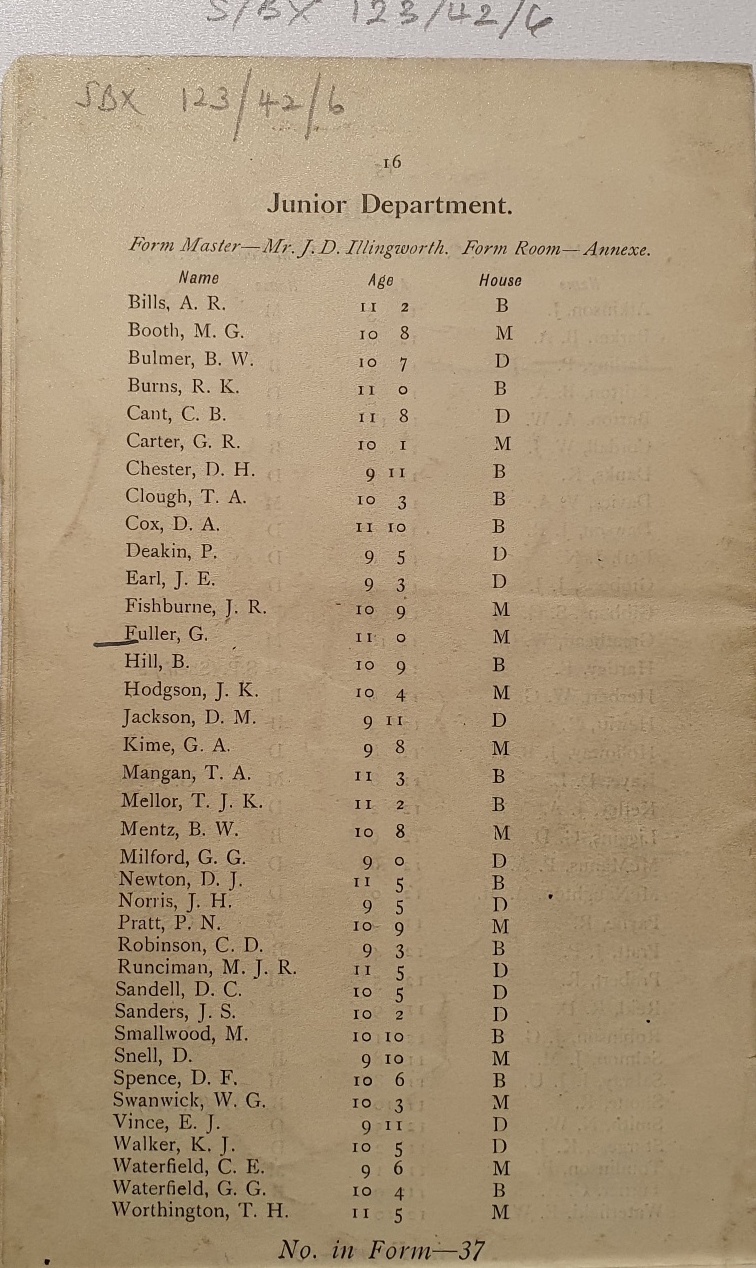 S/BX 123/42/6
SBX 123/42/6
16
Junior Department.
Form Master—Mr. J. D. Illingworth. Form Room—Annexe.
Name Age House
Bills, A. R. 11 2 B
Booth, M. G. 10 8 M
Bulmer, B. W. 10 7 D
Burns, R. K. 11 0 B
Cant, C. B. 11 8 D
Carter, G. R. 10 1 M
Chester, D. H. 9 11 B
Clough, T. A. 10 3 B
Cox, D. A. 11 10 B
Deakin, P. 9 5 D
Earl, J. E. 9 3 D
Fishburne, J. R. 10 9 M
Fuller, G. 11 0 M
Hill, B. 10 9 B
Hodgson, J. K. 10 4 M
Jackson, D. M. 9 11 D
Kime, G. A. 9 8 M
Mangan, T. A. 11 3 B
Mellor, T. J. K. 11 2 B
Mentz, B. W. 10 8 M
Milford, G. G. 9 0 D
Newton, D. J. 11 5 B
Norris, J. H. 9 5 D
Pratt, P. N. 10 9 M
Robinson, C. D. 9 3 B
Runciman, M. J. R. 11 5 D
Sandell, D. C. 10 5 D
Sanders, J. S. 10 2 D
Smallwood, M. 10 10 B
Snell, D. 9 10 M
Spence, D. F. 10 6 B
Swanwick, W. G. 10 3 M
Vince, E. J. 9 11 D
Walker, K. J. 10 5 D
Waterfield, C. E. 9 6 M
Waterfield, G. G. 10 4 B
Worthington, T. H. 11 5 M
No. in Form—37